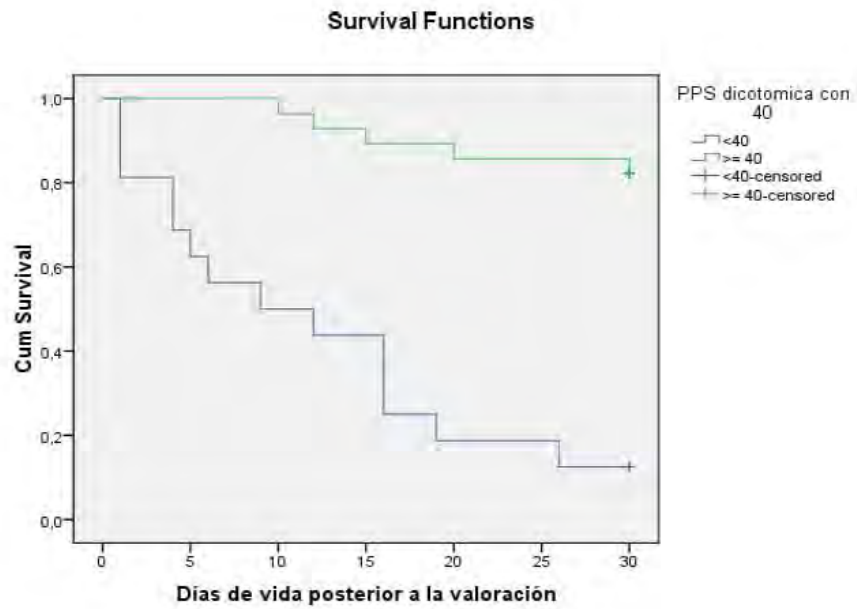 Survival Functions
PPS dicotomica con
40
<40
>= 40
<40-censored
>= 40-censored
Cum Survival
1,0
0,8
0,6
0,4
0,2
0,0
0 5 10 15 20 25 30
Días de vida posterior a la valoración